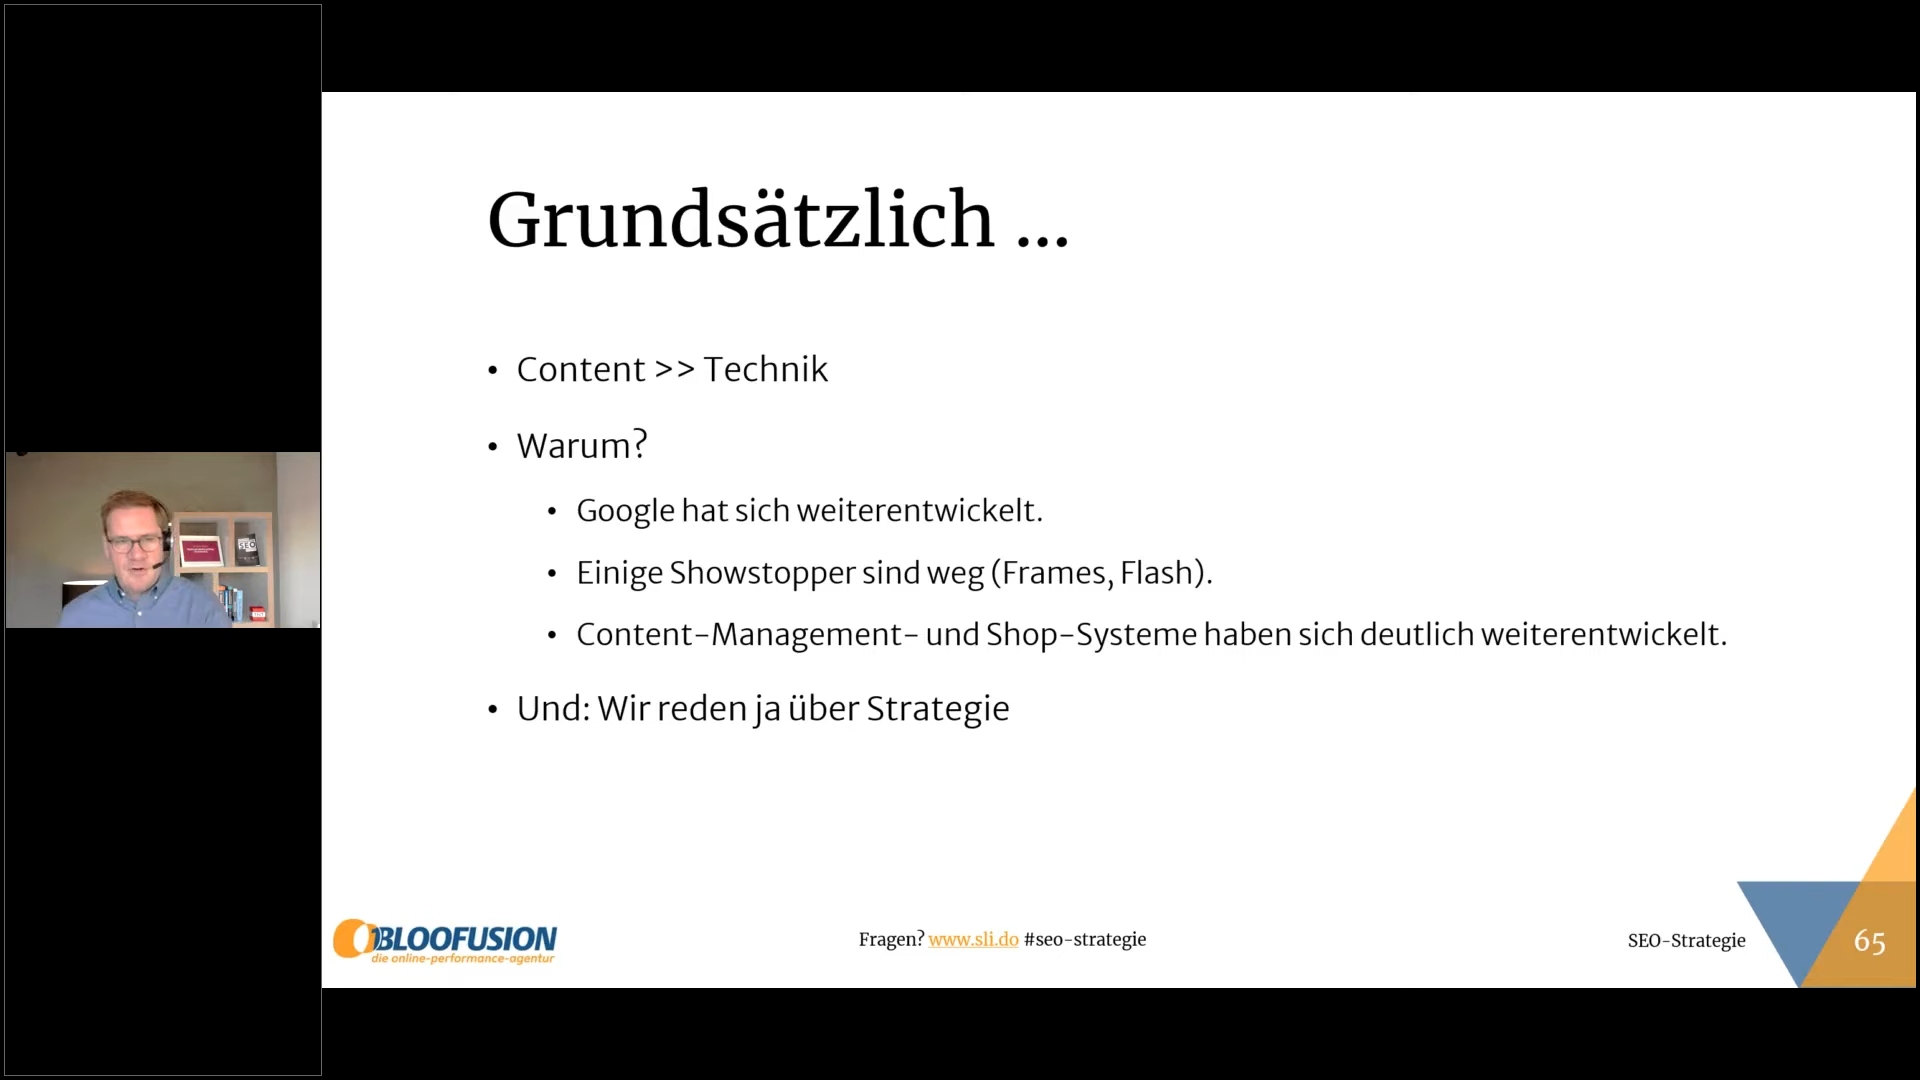 Grundsätzlich ...
• Content >> Technik
• Warum?
• Google hat sich weiterentwickelt.
• Einige Showstopper sind weg (Frames, Flash).
• Content-Management- und Shop-Systeme haben sich deutlich weiterentwickelt.
• Und: Wir reden ja über Strategie
BLOOFUSION
die online-performance-agentur
Fragen? www.sli.do #seo-strategie
SEO-Strategie
65
SEO